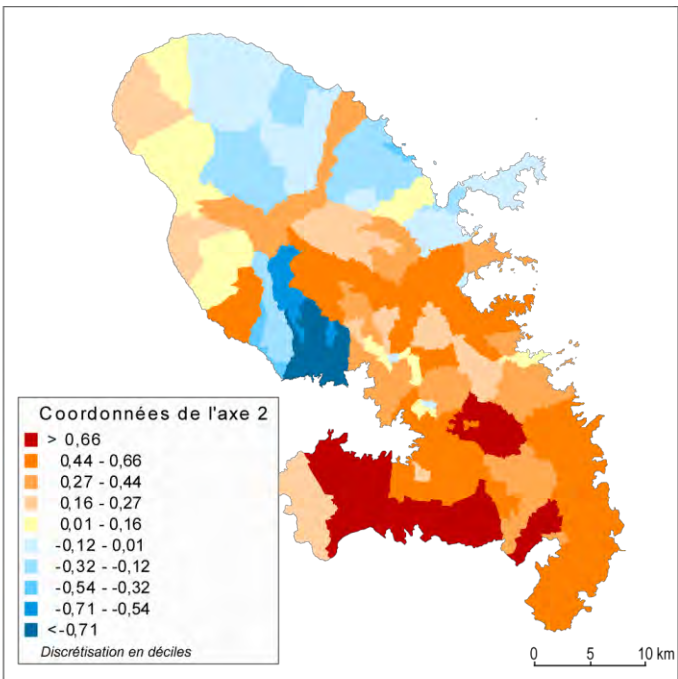 Coordonnées de l'axe 2
> 0,66
0,44 - 0,66
0,27 - 0,44
0,16 - 0,27
0,01 - 0,16
-0,12 - 0,01
-0,32 - -0,12
-0,54 - -0,32
-0,71 - -0,54
<-0,71
Discrétisation en déciles
0 5 10 km